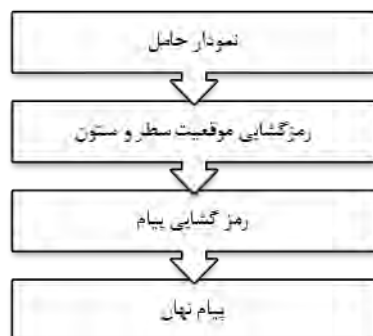 نمودار حامل
رمزگشایی موقعیت سطر و ستون
رمز گشایی پیام
پیام نهان